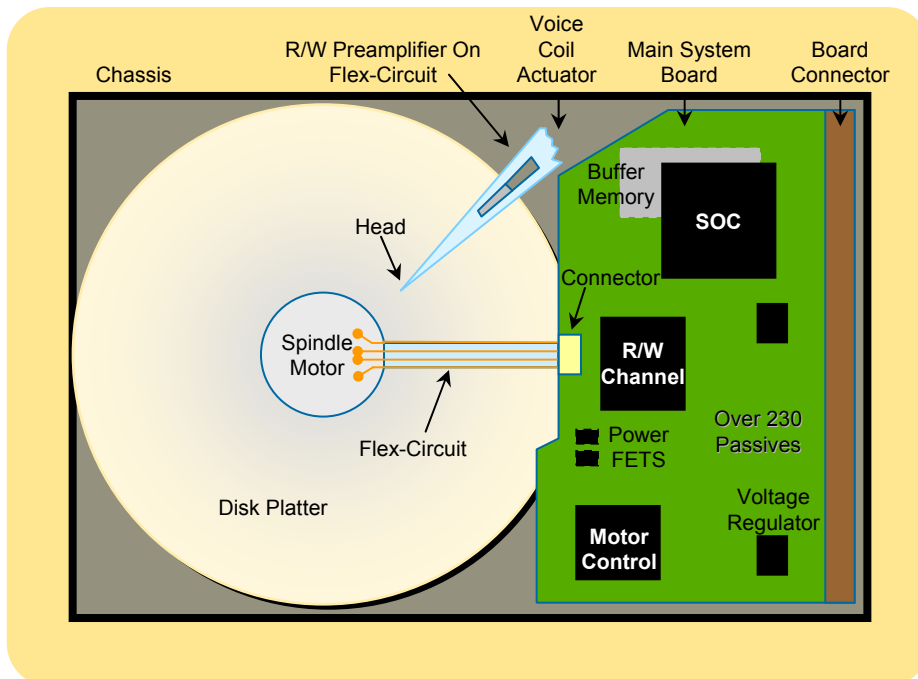 Chassis
R/W Preamplifier On
Flex-Circuit
Voice
Coil
Actuator
Main System
Board
Board
Connector
Buffer
Memory
SOC
Head
Connector
Spindle
Motor
R/W
Channel
Flex-Circuit
Power
FETS
Over 230
Passives
Disk Platter
Voltage
Regulator
Motor
Control